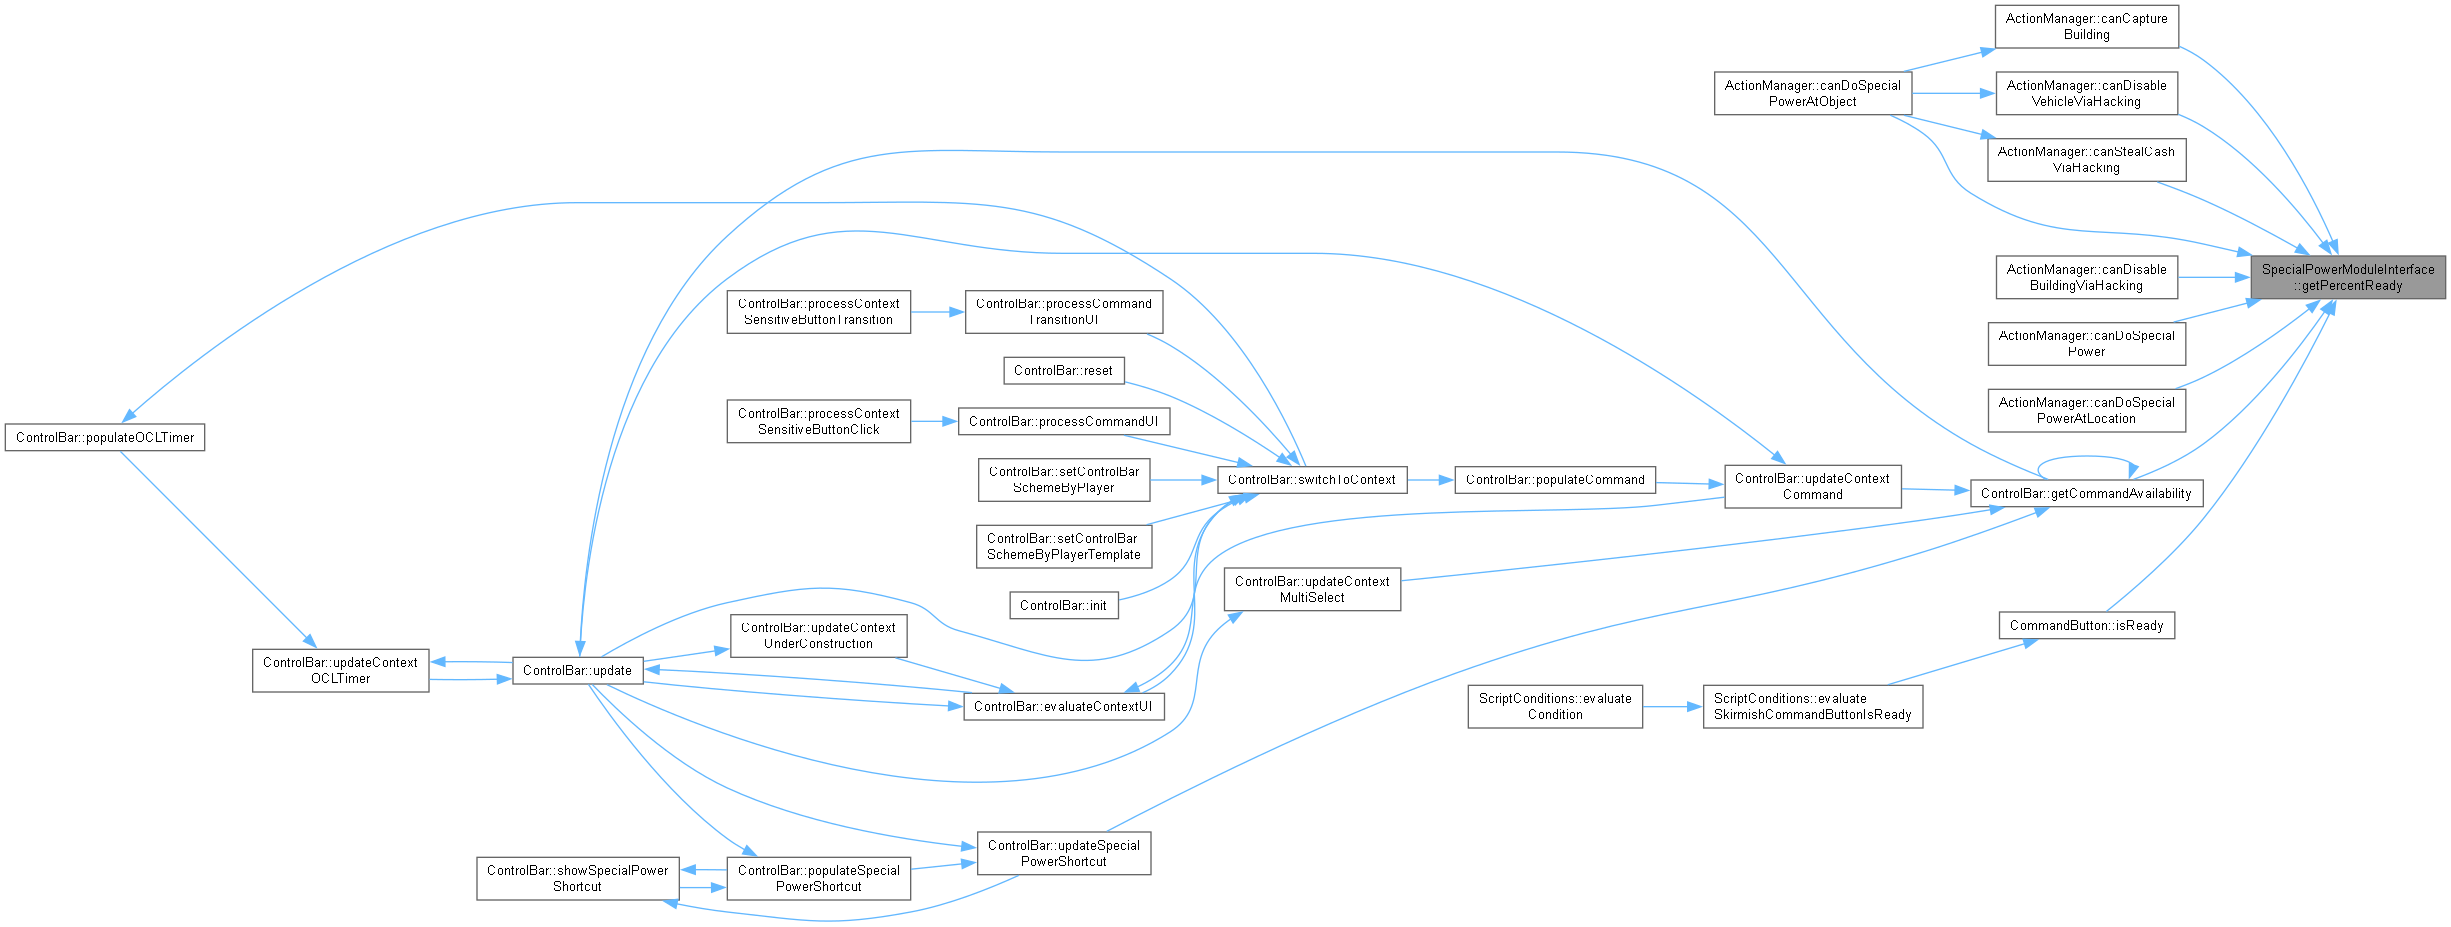 ActionManager::canCapture
Building
ActionManager::canDoSpecial
PowerAtObject
ActionManager::canDisable
VehicleViaHacking
ActionManager::canStealCash
ViaHacking
SpecialPowerModuleInterface
::getPercentReady
ActionManager::canDisable
BuildingViaHacking
ControlBar::processContext
SensitiveButtonTransition
ControlBar::processCommand
TransitionUI
ActionManager::canDoSpecial
Power
ControlBar::reset
ActionManager::canDoSpecial
PowerAtLocation
ControlBar::processContext
SensitiveButtonClick
ControlBar::processCommandUI
ControlBar::populateOCLTimer
ControlBar::setControlBar
SchemeByPlayer
ControlBar::switchToContext
ControlBar::populateCommand
ControlBar::updateContext
Command
ControlBar::getCommandAvailability
ControlBar::setControlBar
SchemeByPlayerTemplate
ControlBar::updateContext
MultiSelect
ControlBar::init
ControlBar::updateContext
UnderConstruction
CommandButton::isReady
ControlBar::updateContext
OCLTimer
ControlBar::update
ControlBar::evaluateContextUI
ScriptConditions::evaluate
Condition
ScriptConditions::evaluate
SkirmishCommandButtonIsReady
ControlBar::updateSpecial
PowerShortcut
ControlBar::showSpecialPower
Shortcut
ControlBar::populateSpecial
PowerShortcut